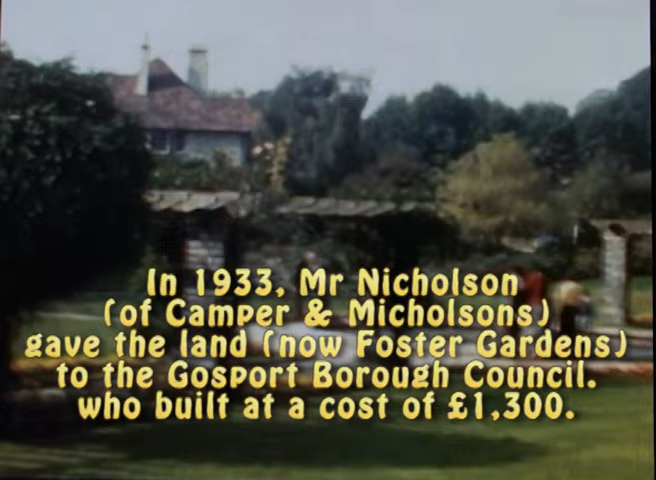 In 1933, Mr Nicholson
(of Camper & Micholsons)
gave the land (now Foster Gardens)
to the Gosport Borough Council.
who built at a cost of £1,300.